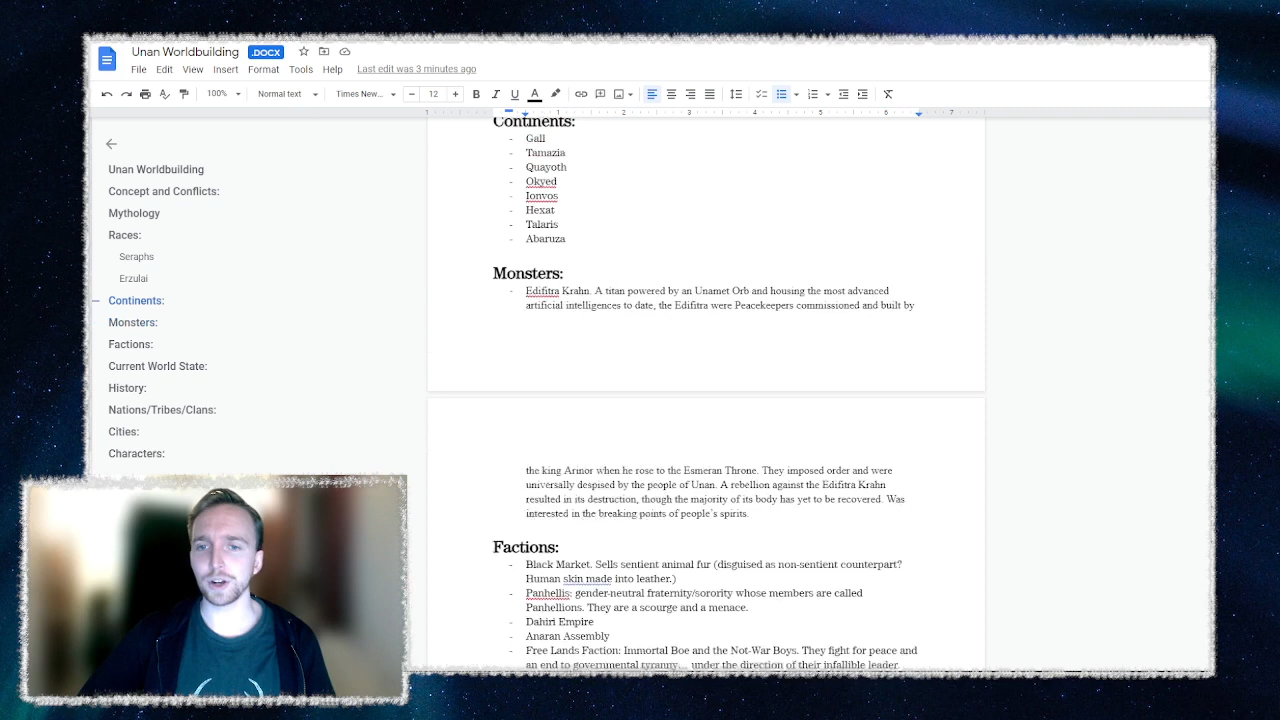 Unan Worldbuilding .DOCX
File Edit View Insert Format Tools Help Last edit was 3 minutes ago
100% Normal text Times New... 12 B I U A
1 1 2 3 4 5 6 7
Unan Worldbuilding
Concept and Conflicts:
Mythology
Races:
Seraphs
Erzulai
Continents:
Monsters:
Factions:
Current World State:
History:
Nations/Tribes/Clans:
Cities:
Characters:
Continents:
- Gall
- Tamazia
- Quayoth
- Okyed
- Ionvos
- Hexat
- Talaris
- Abaruza
Monsters:
- Edifitra Krahn. A titan powered by an Unamet Orb and housing the most advanced
artificial intelligences to date, the Edifitra were Peacekeepers commissioned and built by
the king Arinor when he rose to the Esmeran Throne. They imposed order and were
universally despised by the people of Unan. A rebellion against the Edifitra Krahn
resulted in its destruction, though the majority of its body has yet to be recovered. Was
interested in the breaking points of people's spirits.
Factions:
- Black Market. Sells sentient animal fur (disguised as non-sentient counterpart?
Human skin made into leather.)
- Panhellis: gender-neutral fraternity/sorority whose members are called
Panhellions. They are a scourge and a menace.
- Dahiri Empire
- Anaran Assembly
- Free Lands Faction: Immortal Boe and the Not-War Boys. They fight for peace and
an end to governmental tyranny... under the direction of their infallible leader.